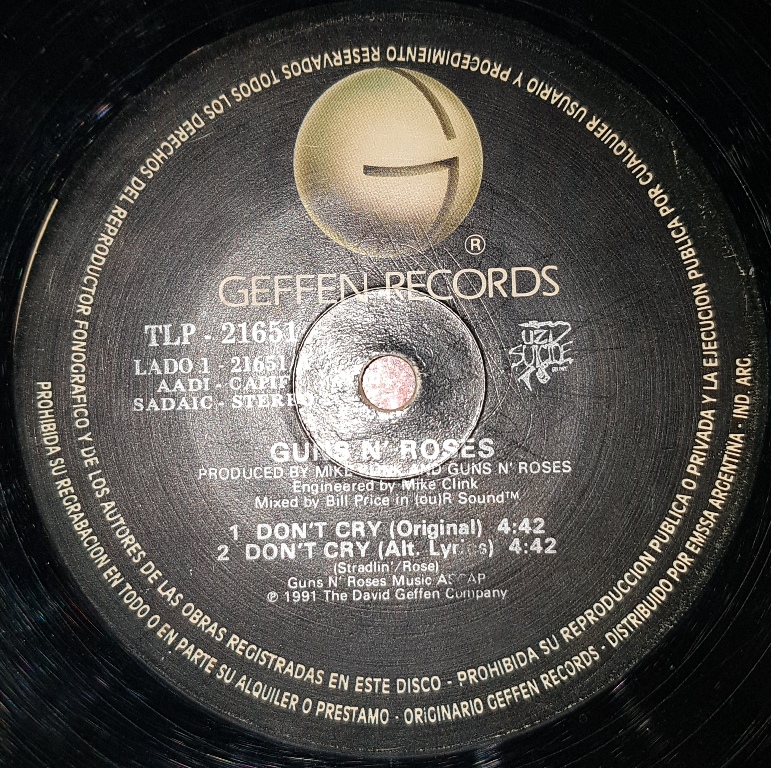 TODOS LOS DERECHOS DEL REPRODUCTOR FONOGRAFICO Y DE LOS AUTORES DE LAS OBRAS REGISTRADAS EN ESTE DISCO - PROHIBIDA SU REPRODUCCION PUBLICA O PRIVADA Y LA EJECUCION PUBLICA POR CUALQUIER USUARIO Y PROCEDIMIENTO RESERVADOS
PROHIBIDA SU REGRABACION EN TODO O EN PARTE SU ALQUILER O PRESTAMO - ORIGINARIO GEFFEN RECORDS - DISTRIBUIDO POR EMSSA ARGENTINA - IND. ARG.
®
GEFFEN RECORDS
TLP - 21651
LADO 1 - 21651
AADI - CAPIF
SADAIC - STEREO
UZI
SUICIDE
GUNS N' ROSES
PRODUCED BY MIKE CLINK AND GUNS N' ROSES
Engineered by Mike Clink
Mixed by Bill Price in (ou)R Sound™
1 DON'T CRY (Original) 4:42
2 DON'T CRY (Alt. Lyrics) 4:42
(Stradlin'/Rose)
Guns N' Roses Music ASCAP
℗ 1991 The David Geffen Company